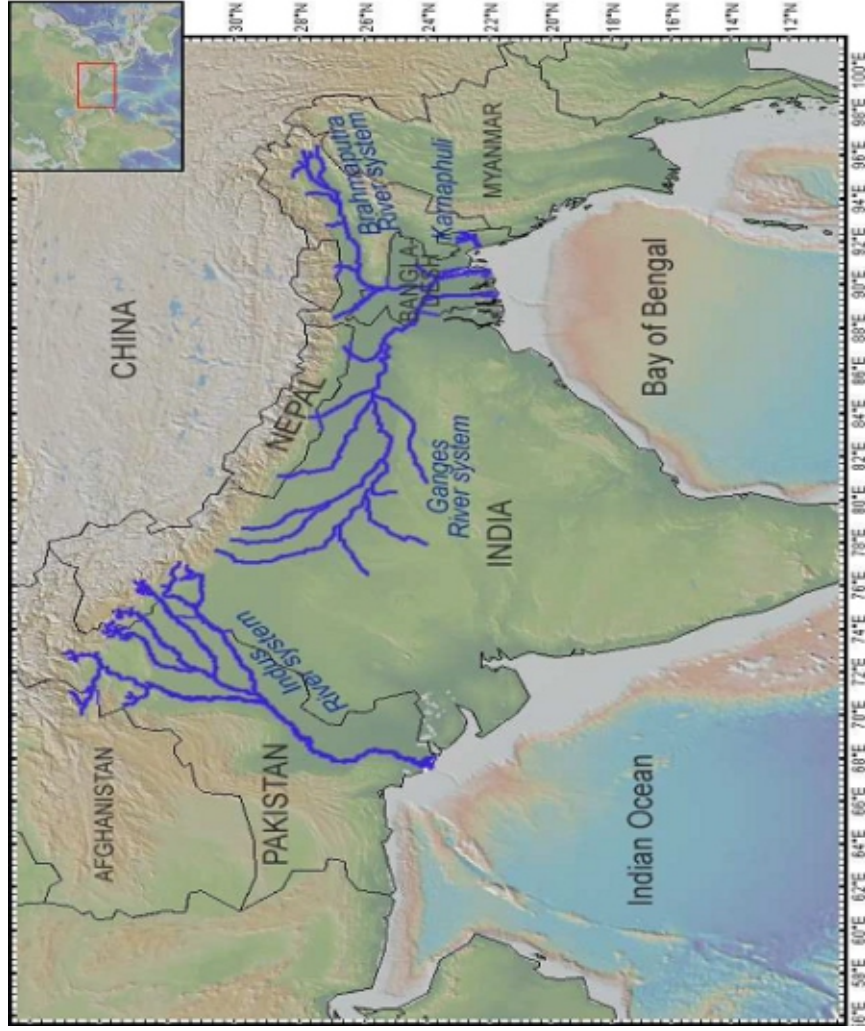 CHINA
AFGHANISTAN
PAKISTAN
NEPAL
INDIA
BANGLA-
DESH
MYANMAR
Indus
River system
Ganges
River system
Brahmaputra
River system
Karnaphuli
Indian Ocean
Bay of Bengal
30°N
28°N
26°N
24°N
22°N
20°N
18°N
16°N
14°N
12°N
56°E
58°E
60°E
62°E
64°E
66°E
68°E
70°E
72°E
74°E
76°E
78°E
80°E
82°E
84°E
86°E
88°E
90°E
92°E
94°E
96°E
98°E
100°E